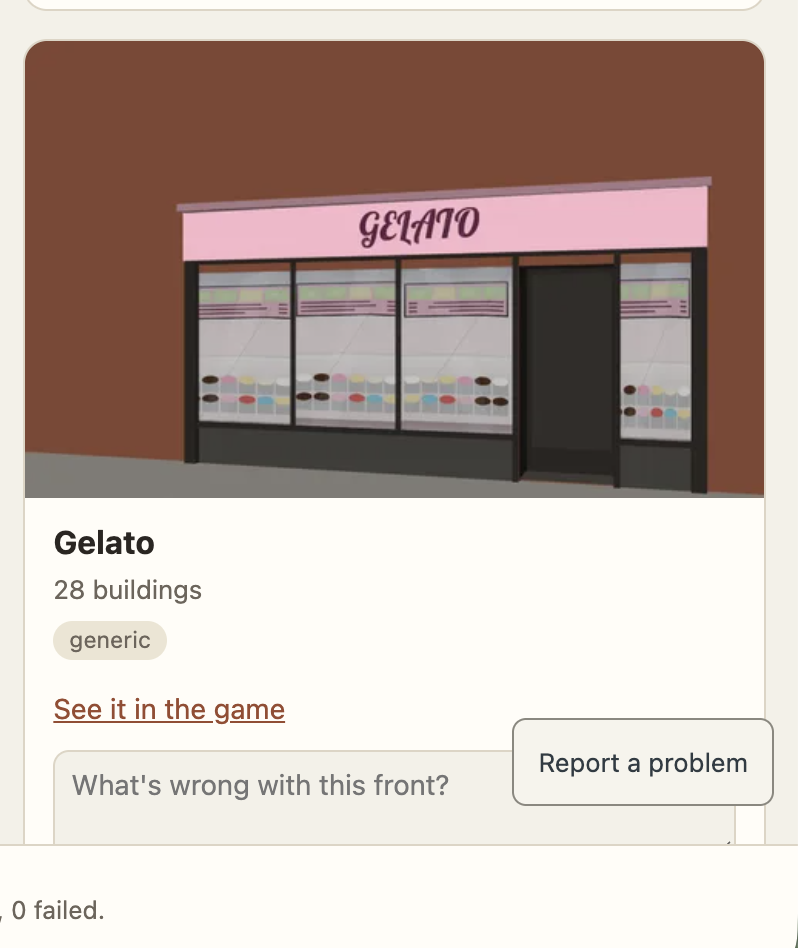 GELATO
Gelato
28 buildings
generic
See it in the game
Report a problem
What's wrong with this front?
, 0 failed.